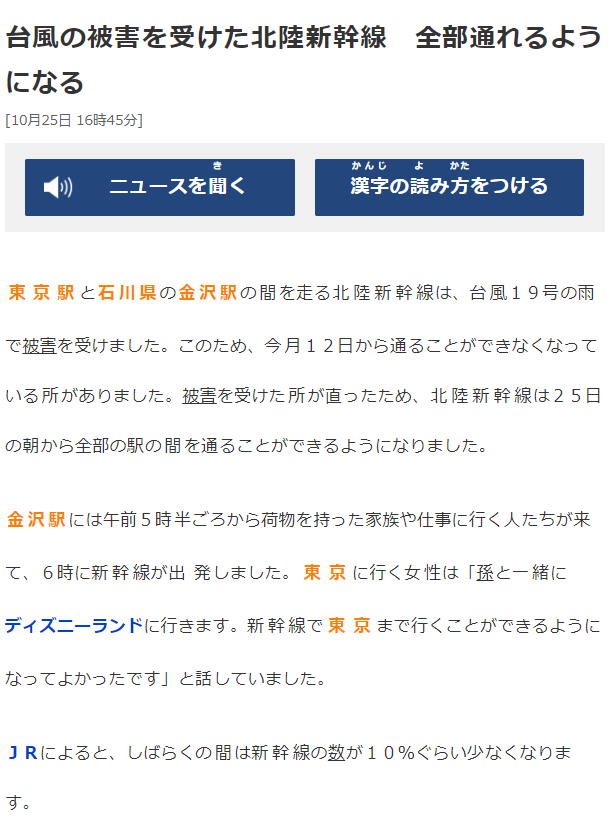 台風の被害を受けた北陸新幹線　全部通れるよう
になる
[10月25日 16時45分]
き
ニュースを聞く
かんじ よ かた
漢字の読み方をつける
東京駅と石川県の金沢駅の間を走る北陸新幹線は、台風１９号の雨
で被害を受けました。このため、今月１２日から通ることができなくなって
いる所がありました。被害を受けた所が直ったため、北陸新幹線は２５日
の朝から全部の駅の間を通ることができるようになりました。
金沢駅には午前５時半ごろから荷物を持った家族や仕事に行く人たちが来
て、６時に新幹線が出発しました。東京に行く女性は「孫と一緒に
ディズニーランドに行きます。新幹線で東京まで行くことができるように
なってよかったです」と話していました。
ＪＲによると、しばらくの間は新幹線の数が１０％ぐらい少なくなりま
す。